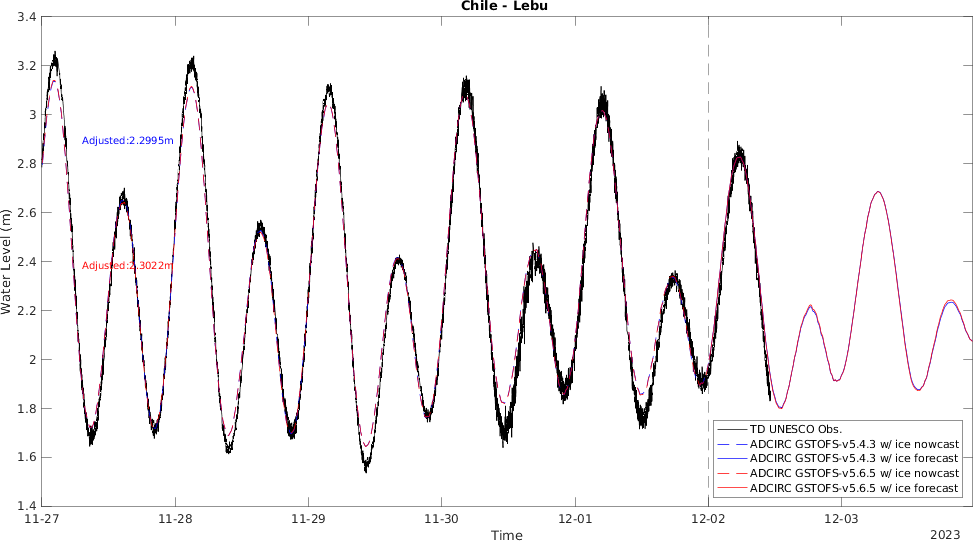 Chile - Lebu
3.4
3.2
3
2.8
2.6
2.4
2.2
2
1.8
1.6
1.4
Water Level (m)
Adjusted:2.2995m
Adjusted:2.3022m
TD UNESCO Obs.
ADCIRC GSTOFS-v5.4.3 w/ ice nowcast
ADCIRC GSTOFS-v5.4.3 w/ ice forecast
ADCIRC GSTOFS-v5.6.5 w/ ice nowcast
ADCIRC GSTOFS-v5.6.5 w/ ice forecast
11-27 11-28 11-29 11-30 12-01 12-02 12-03
Time
2023